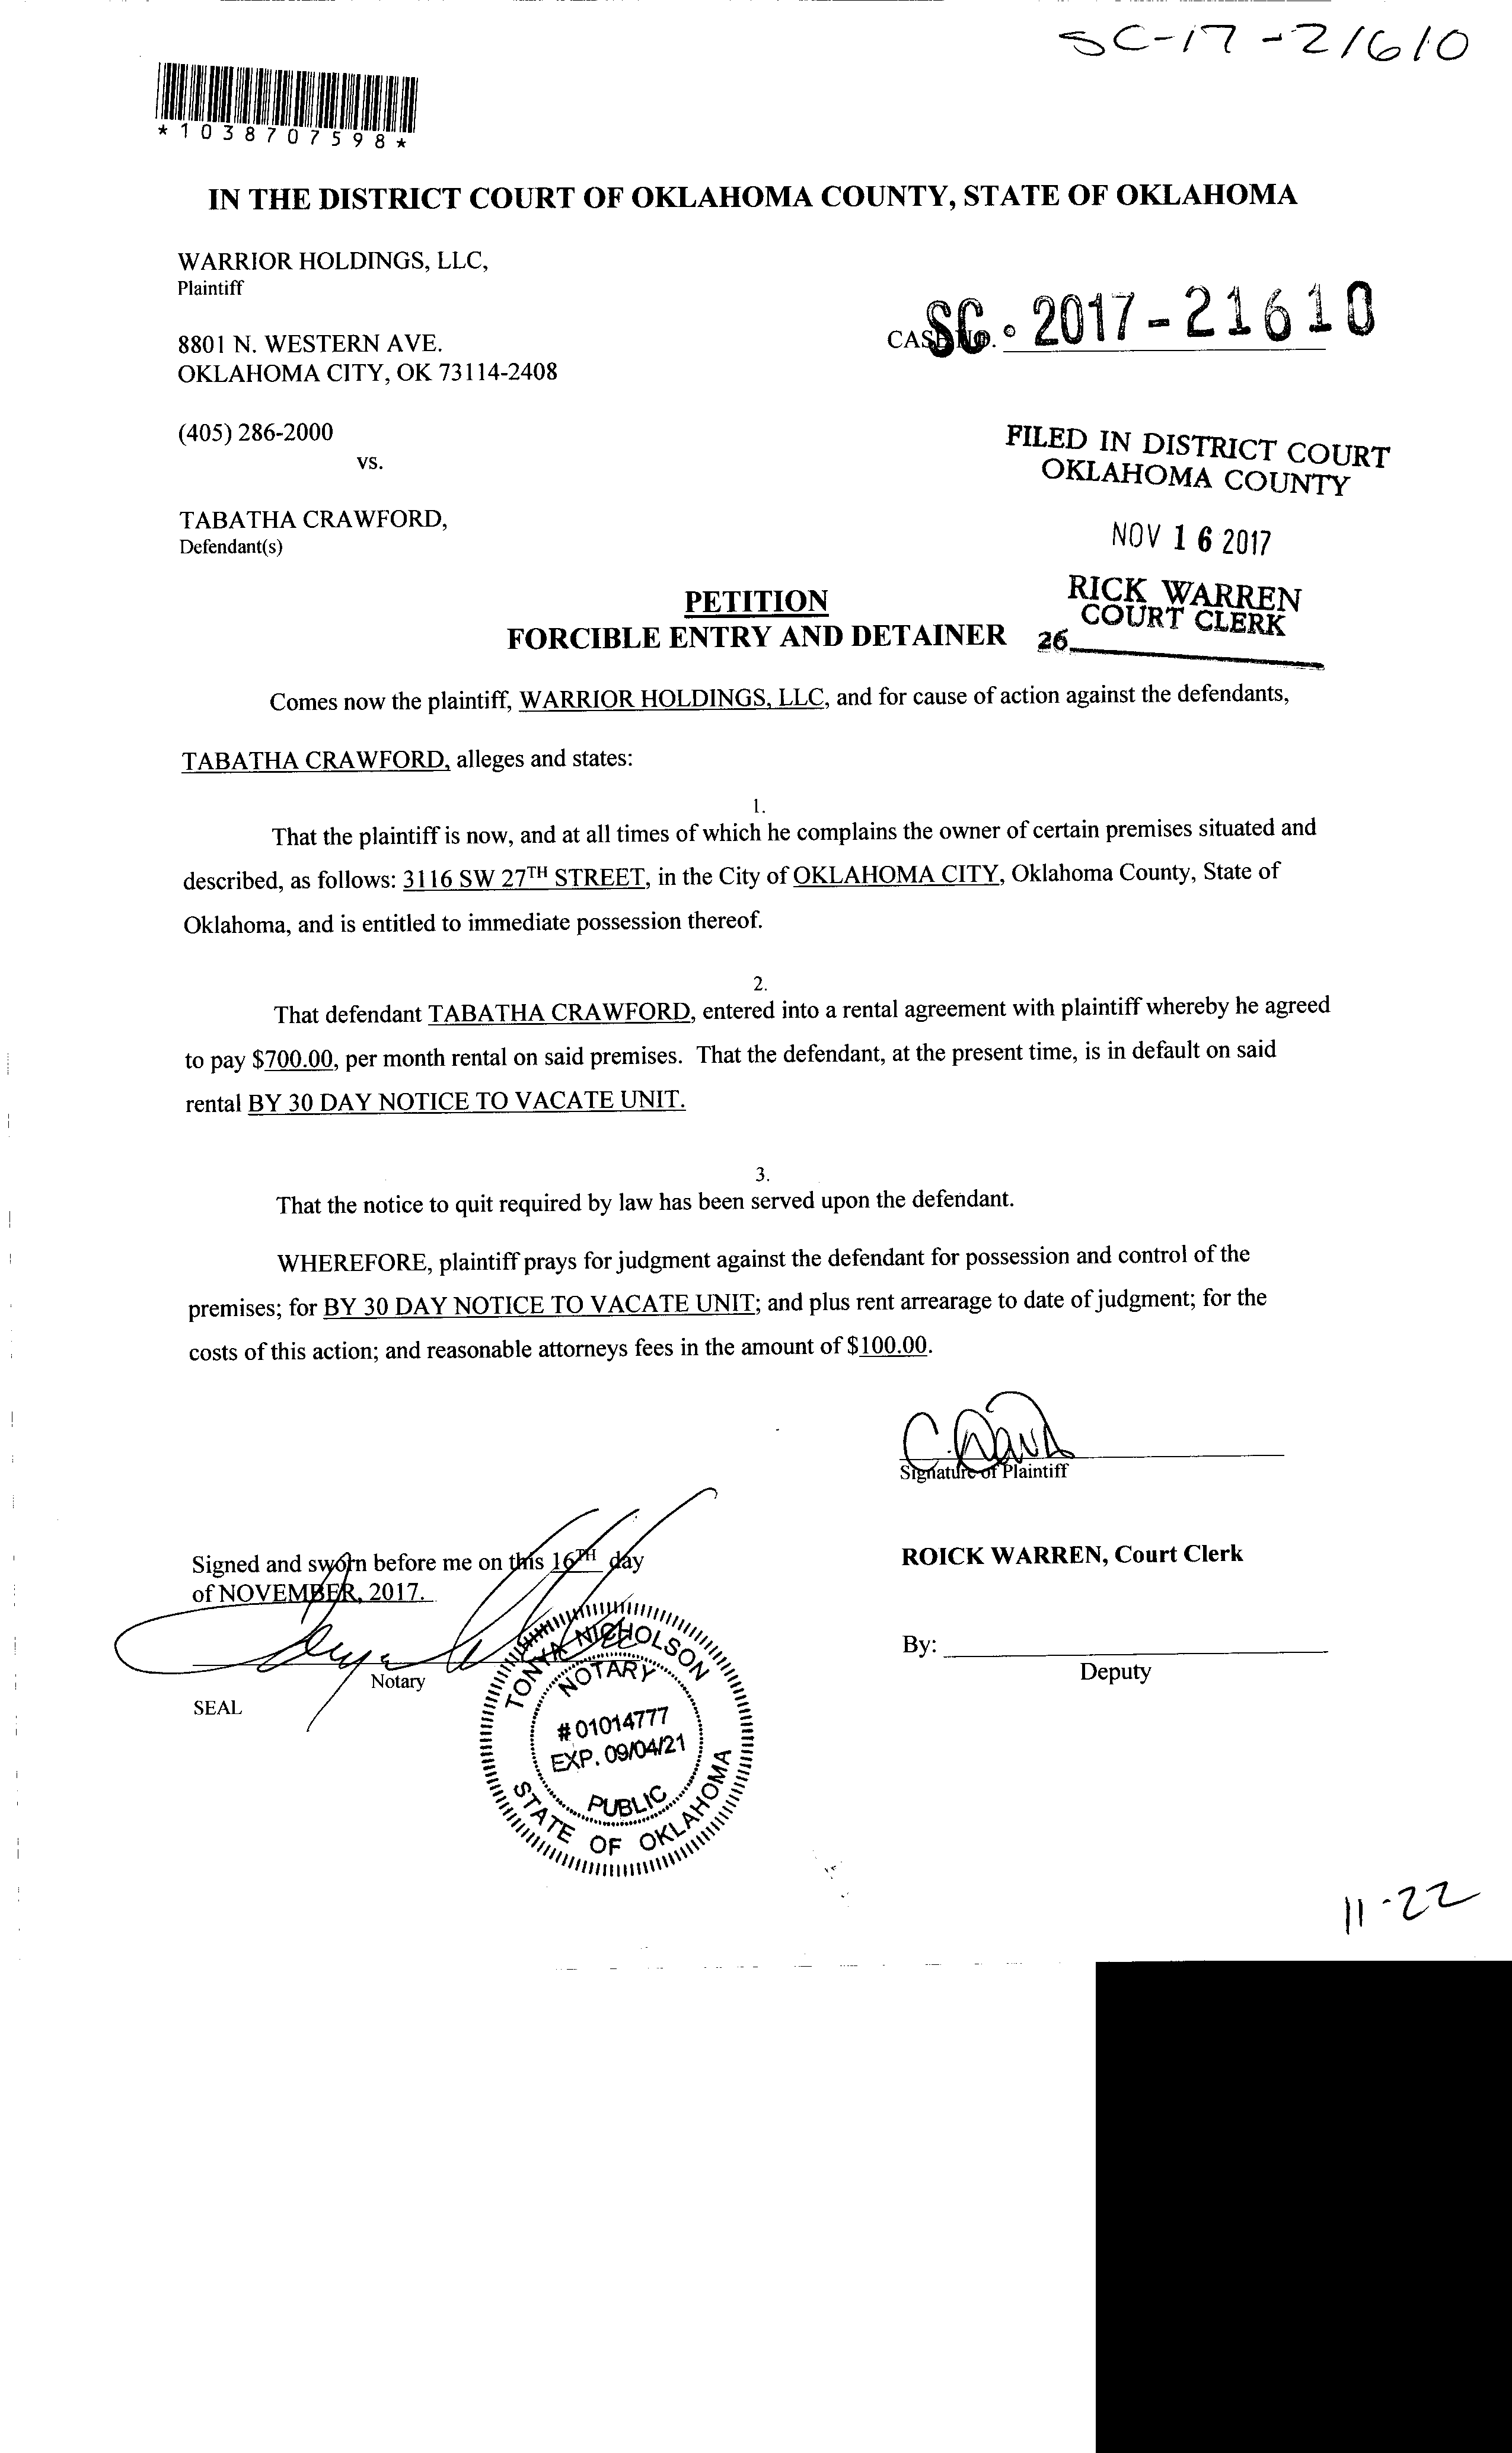 SC-17-21610
*1038707598*
IN THE DISTRICT COURT OF OKLAHOMA COUNTY, STATE OF OKLAHOMA
WARRIOR HOLDINGS, LLC,
Plaintiff
8801 N. WESTERN AVE.
OKLAHOMA CITY, OK 73114-2408
CASE NO. SC. 2017-21610
(405) 286-2000
vs.
FILED IN DISTRICT COURT
OKLAHOMA COUNTY
TABATHA CRAWFORD,
Defendant(s)
NOV 16 2017
RICK WARREN
COURT CLERK
26
PETITION
FORCIBLE ENTRY AND DETAINER
Comes now the plaintiff, WARRIOR HOLDINGS, LLC, and for cause of action against the defendants,
TABATHA CRAWFORD, alleges and states:
1.
That the plaintiff is now, and at all times of which he complains the owner of certain premises situated and
described, as follows: 3116 SW 27TH STREET, in the City of OKLAHOMA CITY, Oklahoma County, State of
Oklahoma, and is entitled to immediate possession thereof.
2.
That defendant TABATHA CRAWFORD, entered into a rental agreement with plaintiff whereby he agreed
to pay $700.00, per month rental on said premises. That the defendant, at the present time, is in default on said
rental BY 30 DAY NOTICE TO VACATE UNIT.
3.
That the notice to quit required by law has been served upon the defendant.
WHEREFORE, plaintiff prays for judgment against the defendant for possession and control of the
premises; for BY 30 DAY NOTICE TO VACATE UNIT; and plus rent arrearage to date of judgment; for the
costs of this action; and reasonable attorneys fees in the amount of $100.00.
Signature of Plaintiff
Signed and sworn before me on this 16TH day
of NOVEMBER, 2017.
ROICK WARREN, Court Clerk
Notary
SEAL
By:
Deputy
TONYA NICHOLSON
NOTARY
#01014777
EXP. 09/04/21
PUBLIC
STATE OF OKLAHOMA
11-22